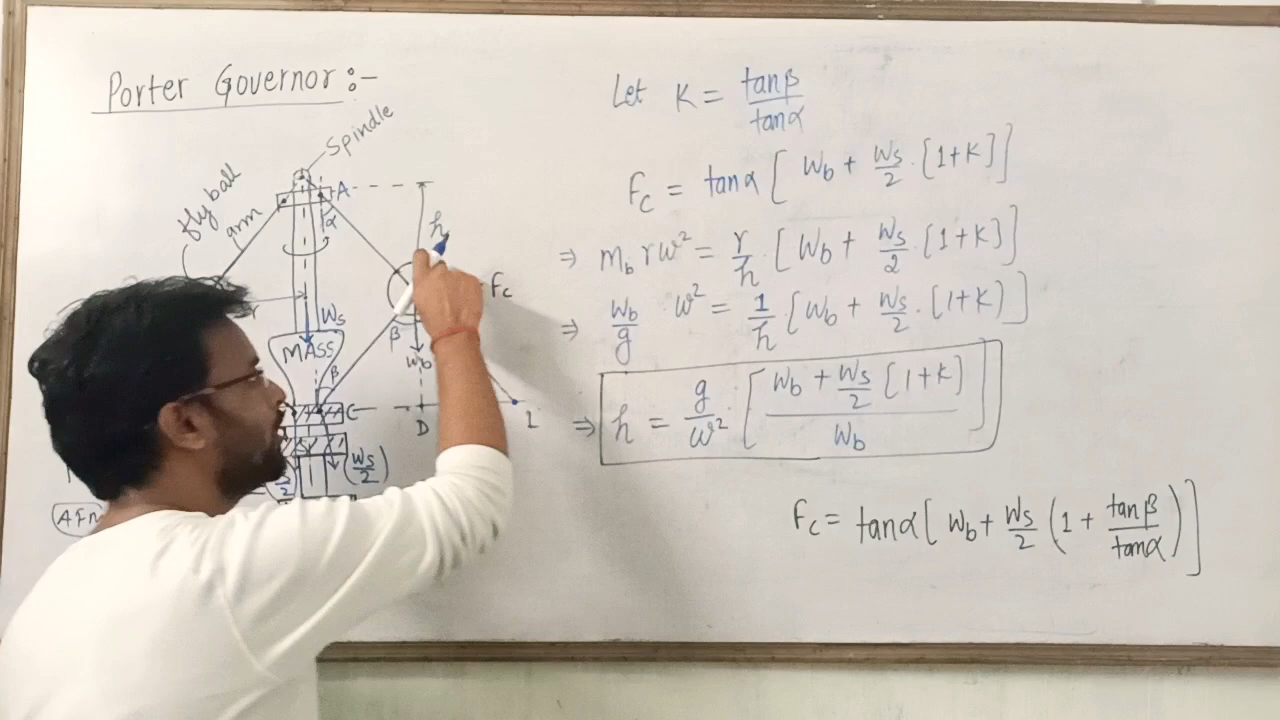 Porter Governor :-
Spindle
fly ball
arm
A
α
h
r
Fc
Ws
MASS
β
Wb
β
C
D
I
(Ws/2)
Let K = tanβ/tanα
Fc = tanα [ Wb + Ws/2 . [1+K] ]
⇒ mb rω² = r/h . [ Wb + Ws/2 . [1+K] ]
⇒ Wb/g . ω² = 1/h . [ Wb + Ws/2 . (1+K) ]
⇒ h = g/ω² . [ (Wb + Ws/2 [1+K]) / Wb ]
Fc = tanα [ Wb + Ws/2 (1 + tanβ/tanα) ]